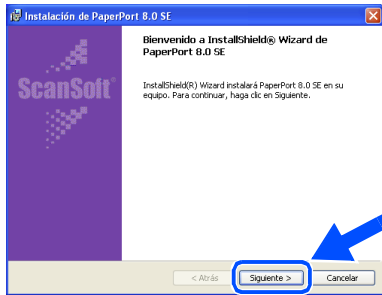 Instalación de PaperPort 8.0 SE
Bienvenido a InstallShield® Wizard de
PaperPort 8.0 SE
ScanSoft®
InstallShield(R) Wizard instalará PaperPort 8.0 SE en su
equipo. Para continuar, haga clic en Siguiente.
< Atrás
Siguiente >
Cancelar